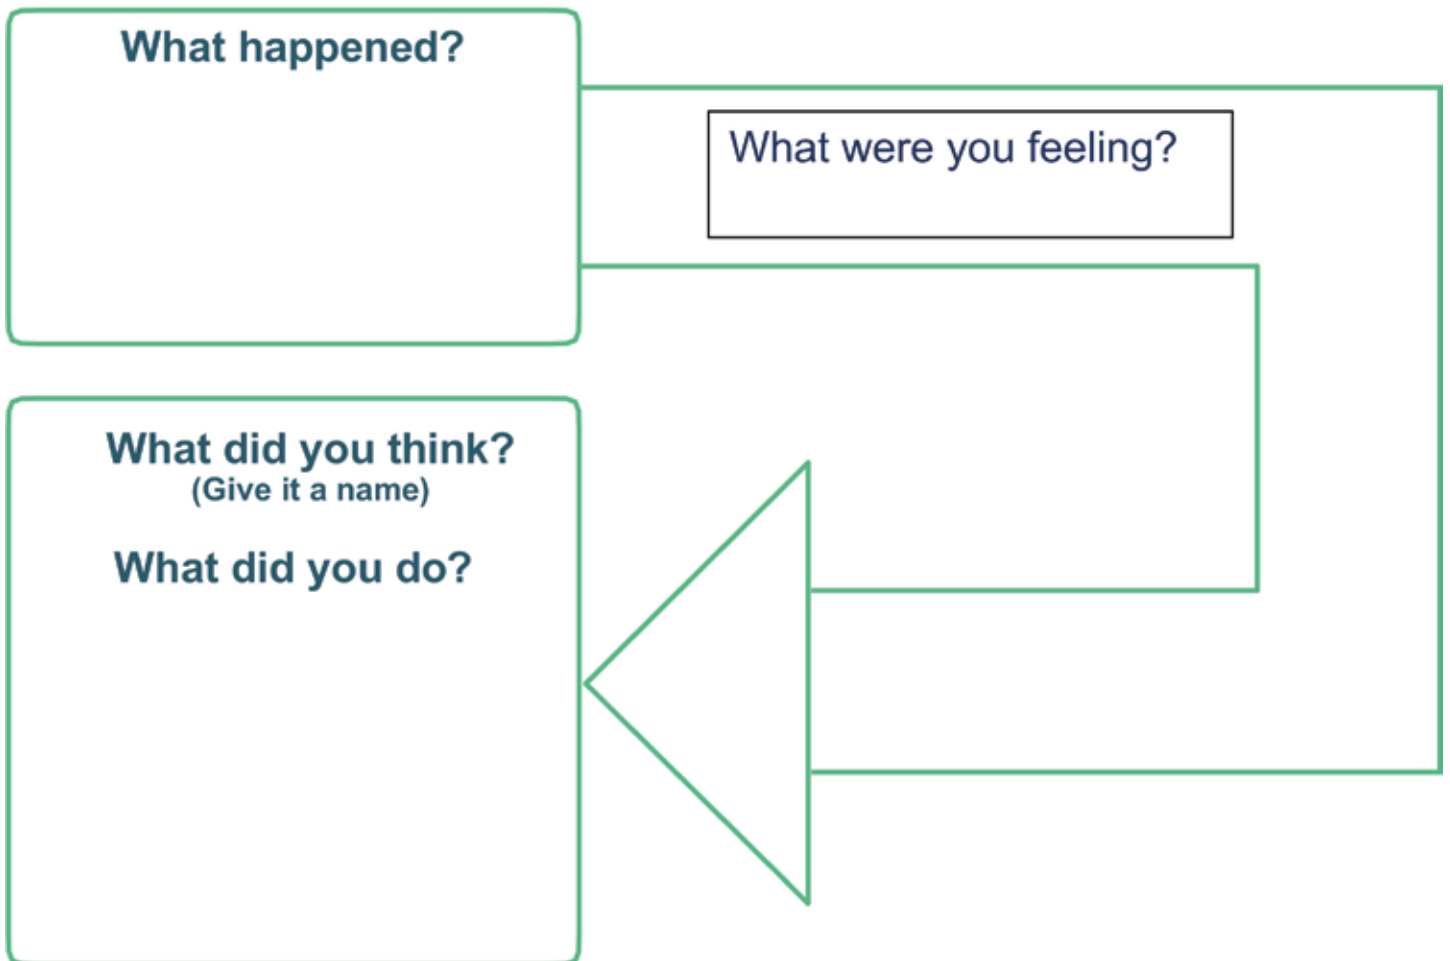 What happened?
What were you feeling?
What did you think?
(Give it a name)
What did you do?